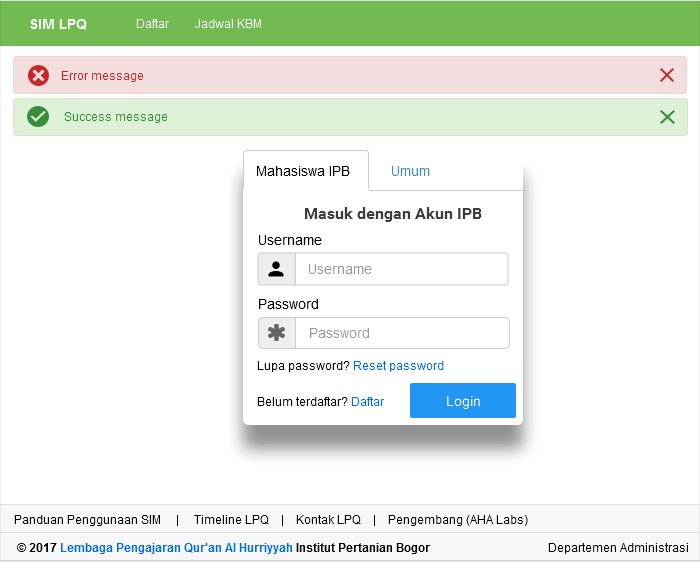 SIM LPQ Daftar Jadwal KBM
Error message
Success message
Mahasiswa IPB Umum
Masuk dengan Akun IPB
Username
Username
Password
Password
Lupa password? Reset password
Belum terdaftar? Daftar Login
Panduan Penggunaan SIM | Timeline LPQ | Kontak LPQ | Pengembang (AHA Labs)
© 2017 Lembaga Pengajaran Qur'an Al Hurriyyah Institut Pertanian Bogor Departemen Administrasi